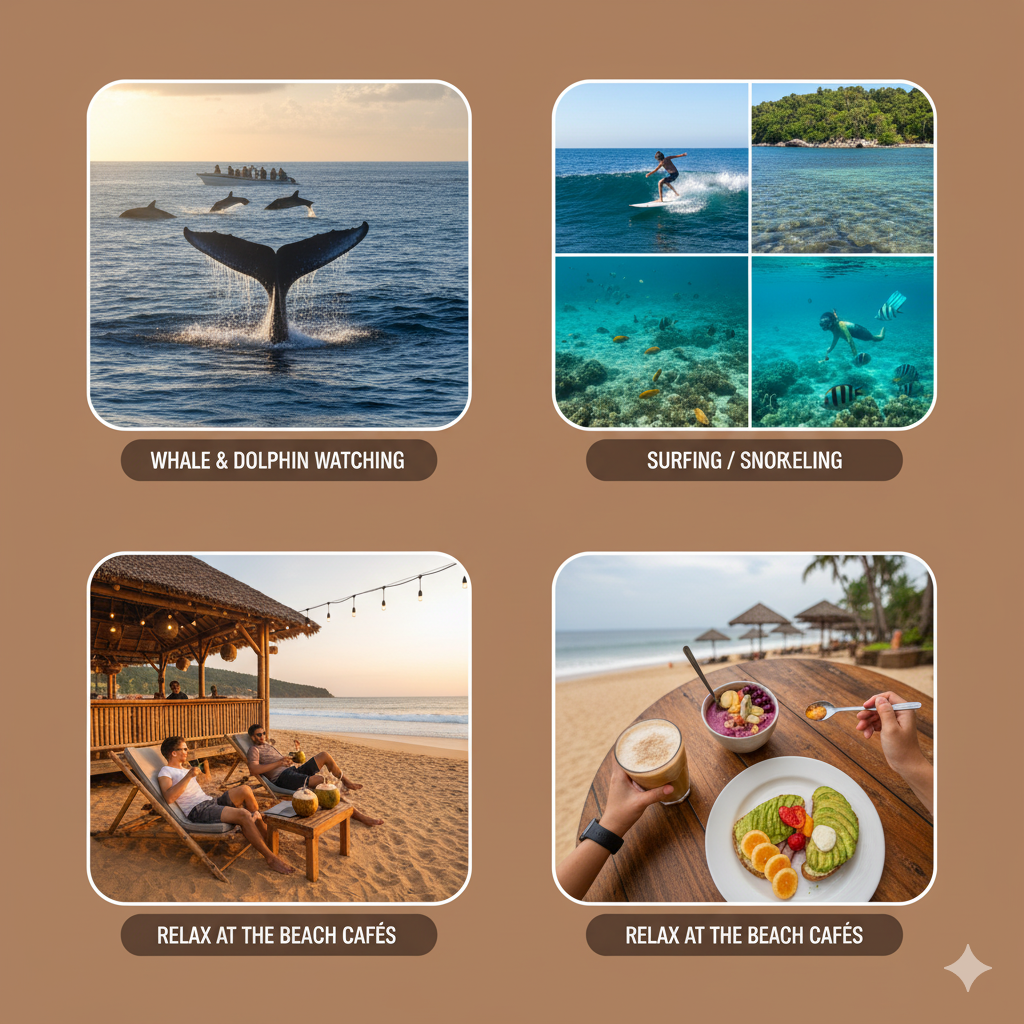 WHALE & DOLPHIN WATCHING
SURFING / SNORKELING
RELAX AT THE BEACH CAFÉS
RELAX AT THE BEACH CAFÉS